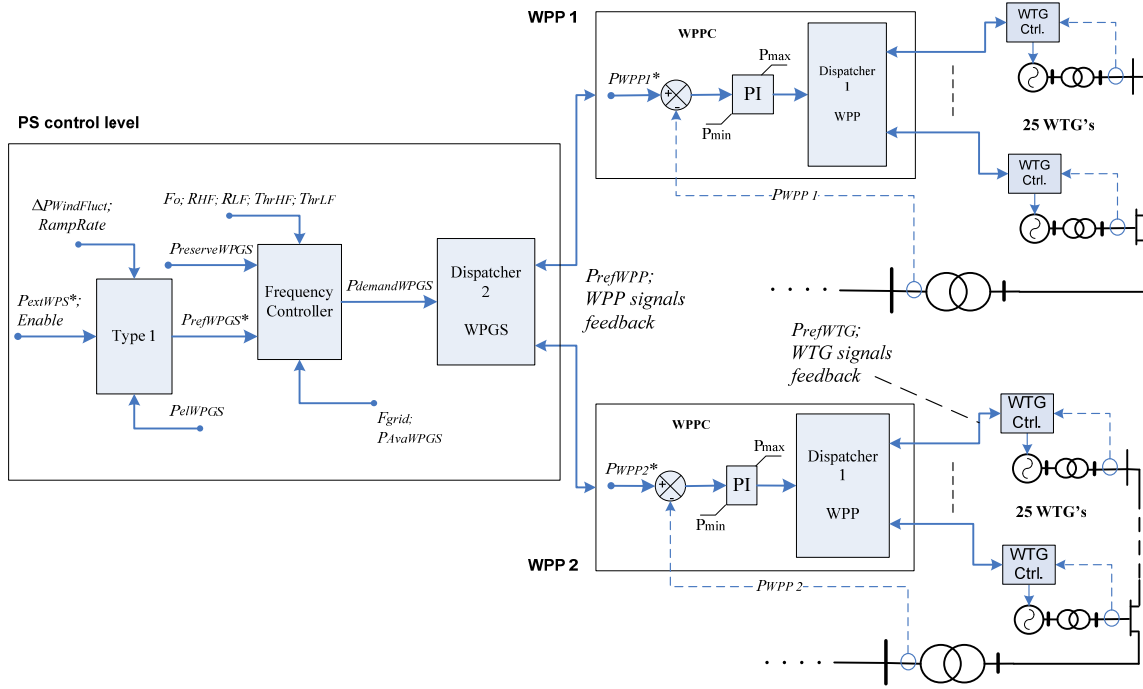 WPP 1
WPPC
PWPP1*
+
-
PI
Pmax
Pmin
Dispatcher
1
WPP
WTG
Ctrl.
25 WTG's
WTG
Ctrl.
PWPP 1
PS control level
ΔPWindFluct;
RampRate
Fo; RHF; RLF; ThrHF; ThrLF
PreserveWPGS
PextWPS*;
Enable
Type 1
PrefWPGS*
Frequency
Controller
PdemandWPGS
Dispatcher
2
WPGS
PelWPGS
Fgrid;
PAvaWPGS
PrefWPP;
WPP signals
feedback
PrefWTG;
WTG signals
feedback
WPPC
PWPP2*
+
-
PI
Pmax
Pmin
Dispatcher
1
WPP
WTG
Ctrl.
25 WTG's
WTG
Ctrl.
WPP 2
PWPP 2